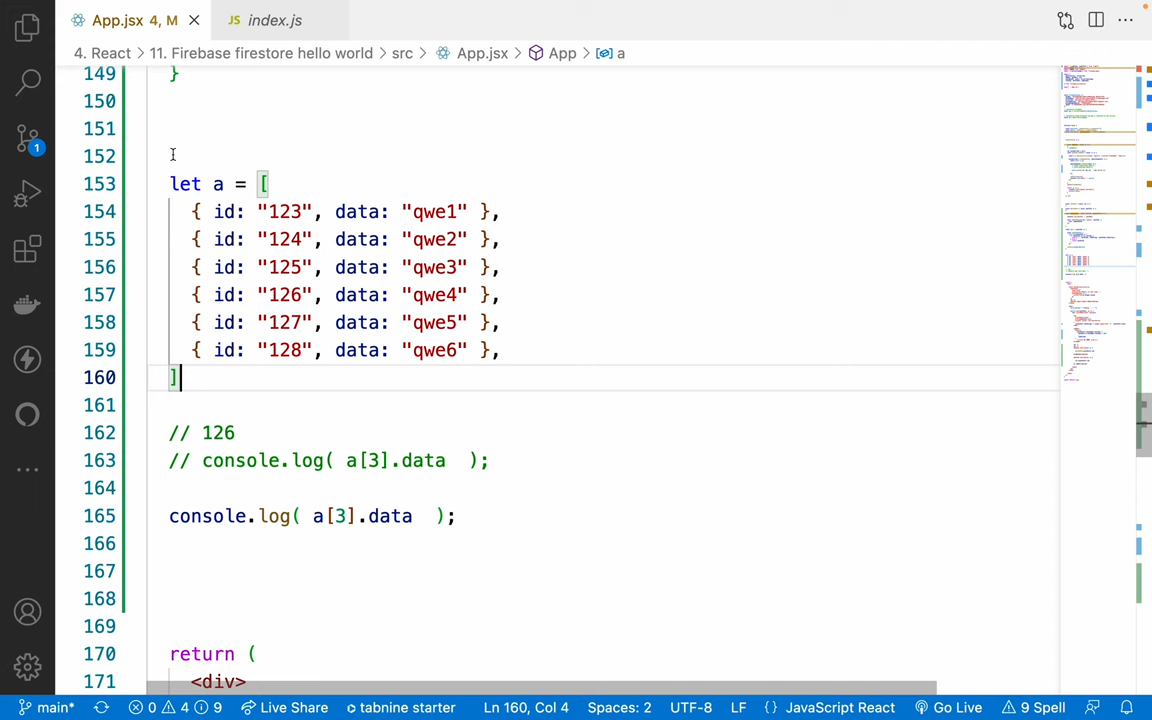 App.jsx 4, M
JS index.js
4. React > 11. Firebase firestore hello world > src > App.jsx > App > a
149 }
150
151
152
153 let a = [
154 { id: "123", data: "qwe1" },
155 { id: "124", data: "qwe2" },
156 { id: "125", data: "qwe3" },
157 { id: "126", data: "qwe4" },
158 { id: "127", data: "qwe5" },
159 { id: "128", data: "qwe6" },
160 ]
161
162 // 126
163 // console.log( a[3].data  );
164
165 console.log( a[3].data  );
166
167
168
169
170 return (
171 <div>
1
main* 0 4 9 Live Share tabnine starter Ln 160, Col 4 Spaces: 2 UTF-8 LF {} JavaScript React Go Live 9 Spell